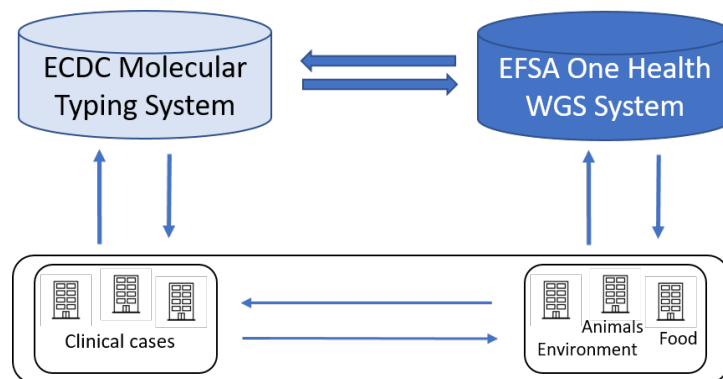 ECDC Molecular
Typing System
EFSA One Health
WGS System
Clinical cases
Animals
Environment
Food